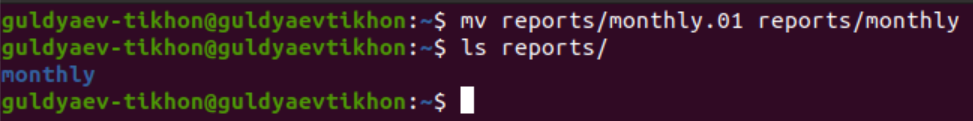 guldyaev-tikhon@guldyaevtikhon:~$ mv reports/monthly.01 reports/monthly
guldyaev-tikhon@guldyaevtikhon:~$ ls reports/
monthly
guldyaev-tikhon@guldyaevtikhon:~$